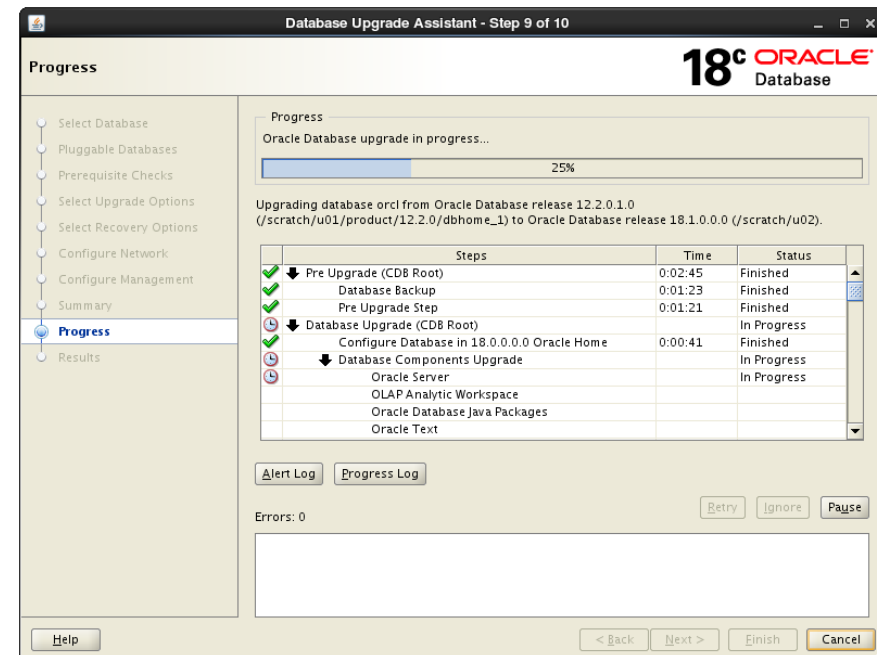 Database Upgrade Assistant - Step 9 of 10
Progress
18c ORACLE Database
Select Database
Pluggable Databases
Prerequisite Checks
Select Upgrade Options
Select Recovery Options
Configure Network
Configure Management
Summary
Progress
Results
Progress
Oracle Database upgrade in progress...
25%
Upgrading database orcl from Oracle Database release 12.2.0.1.0
(/scratch/u01/product/12.2.0/dbhome_1) to Oracle Database release 18.1.0.0.0 (/scratch/u02).
Steps Time Status
Pre Upgrade (CDB Root) 0:02:45 Finished
Database Backup 0:01:23 Finished
Pre Upgrade Step 0:01:21 Finished
Database Upgrade (CDB Root) In Progress
Configure Database in 18.0.0.0.0 Oracle Home 0:00:41 Finished
Database Components Upgrade In Progress
Oracle Server In Progress
OLAP Analytic Workspace
Oracle Database Java Packages
Oracle Text
Alert Log Progress Log
Retry Ignore Pause
Errors: 0
Help < Back Next > Finish Cancel